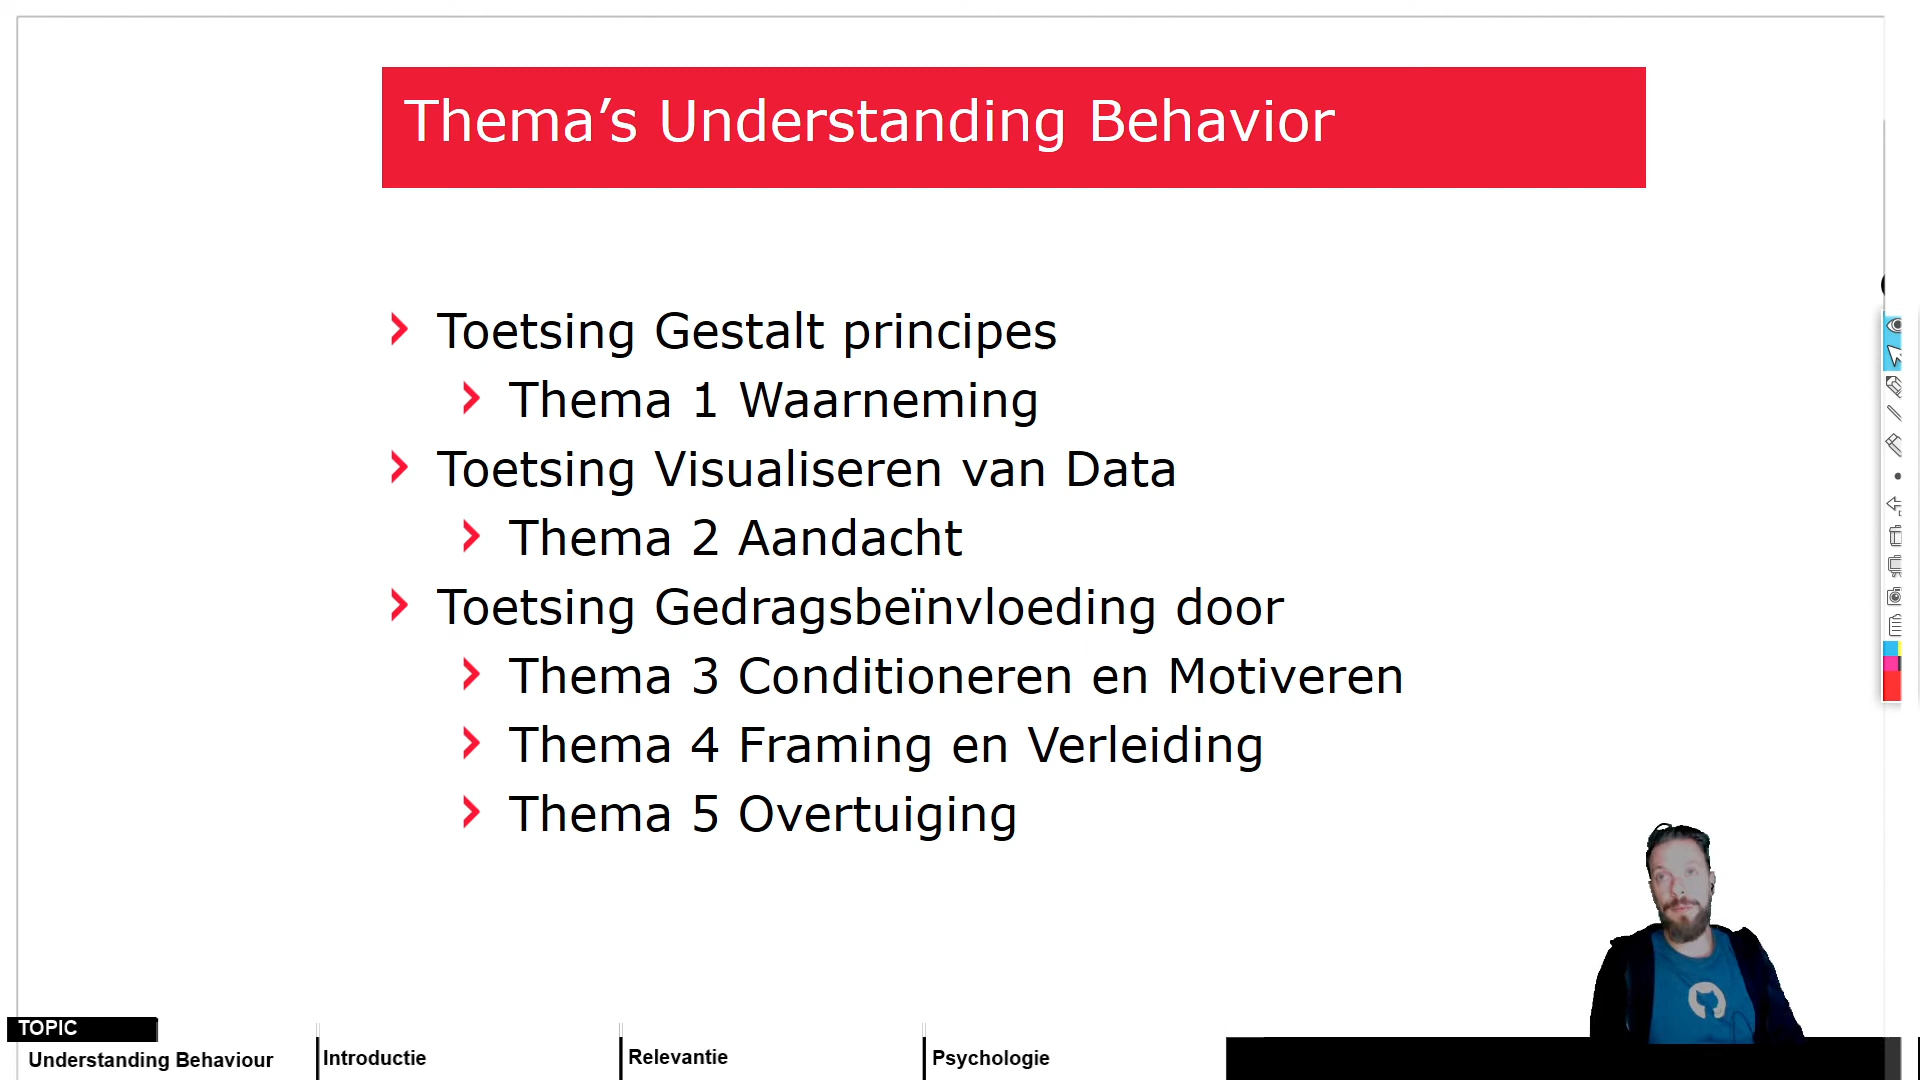 Thema’s Understanding Behavior
Toetsing Gestalt principes
Thema 1 Waarneming
Toetsing Visualiseren van Data
Thema 2 Aandacht
Toetsing Gedragsbeïnvloeding door
Thema 3 Conditioneren en Motiveren
Thema 4 Framing en Verleiding
Thema 5 Overtuiging
TOPIC
Understanding Behaviour
Introductie
Relevantie
Psychologie